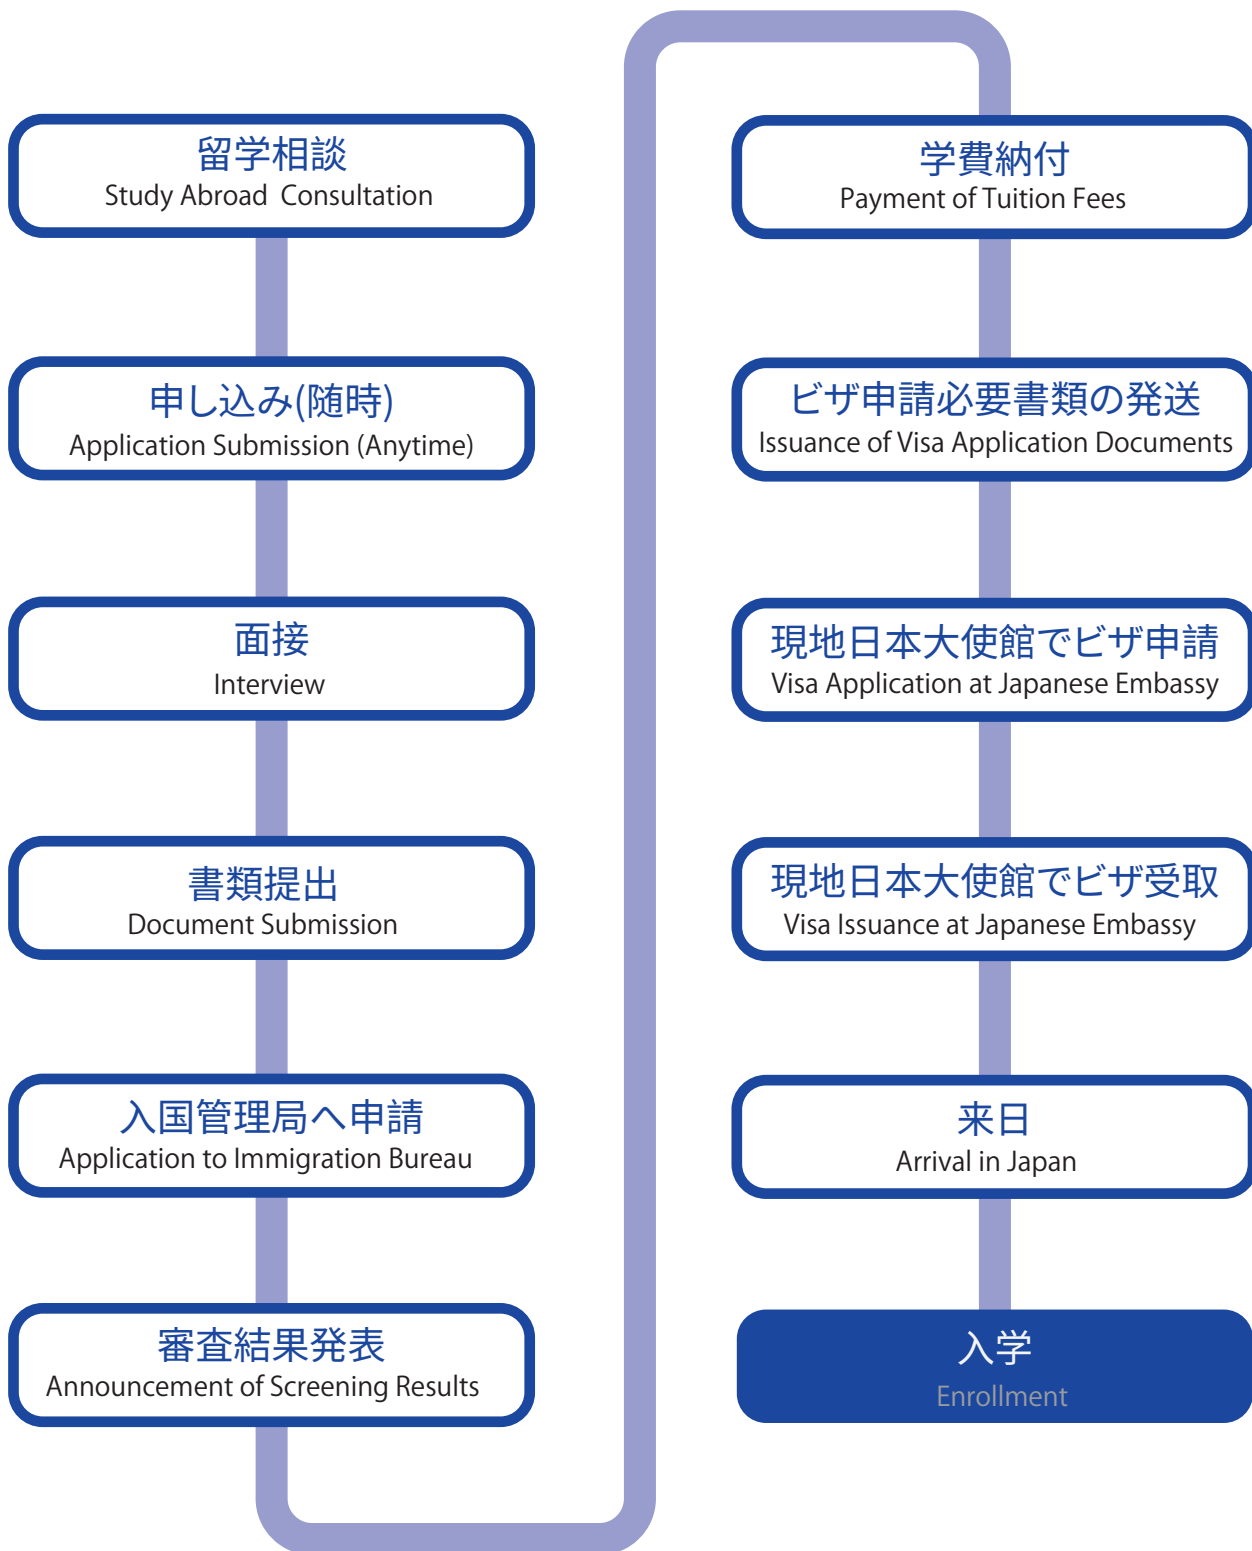 留学相談
Study Abroad Consultation
申し込み(随時)
Application Submission (Anytime)
面接
Interview
書類提出
Document Submission
入国管理局へ申請
Application to Immigration Bureau
審査結果発表
Announcement of Screening Results
学費納付
Payment of Tuition Fees
ビザ申請必要書類の発送
Issuance of Visa Application Documents
現地日本大使館でビザ申請
Visa Application at Japanese Embassy
現地日本大使館でビザ受取
Visa Issuance at Japanese Embassy
来日
Arrival in Japan
入学
Enrollment